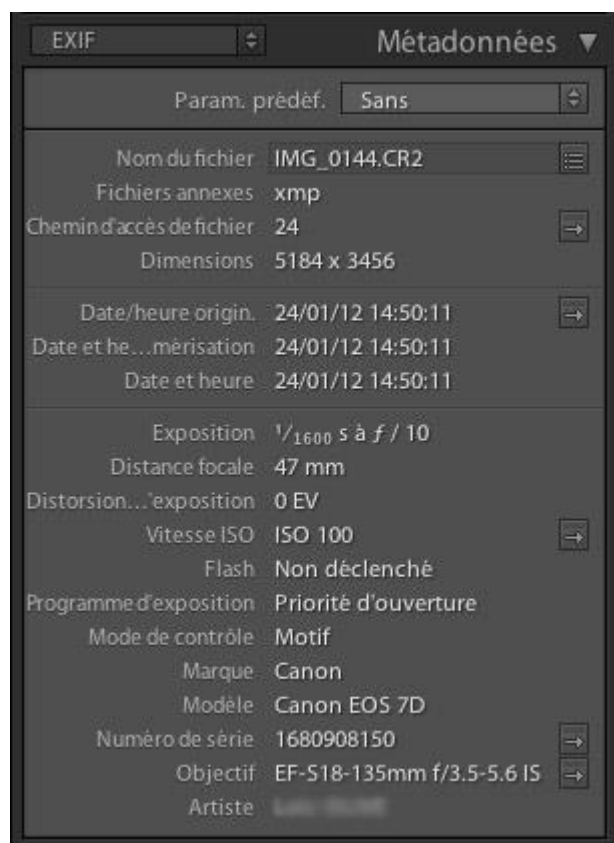 EXIF Métadonnées
Param. prédéf. Sans
Nom du fichier IMG_0144.CR2
Fichiers annexes xmp
Chemin d'accès de fichier 24
Dimensions 5184 x 3456
Date/heure origin. 24/01/12 14:50:11
Date et he…mérisation 24/01/12 14:50:11
Date et heure 24/01/12 14:50:11
Exposition 1/1600 s à ƒ / 10
Distance focale 47 mm
Distorsion…'exposition 0 EV
Vitesse ISO ISO 100
Flash Non déclenché
Programme d'exposition Priorité d'ouverture
Mode de contrôle Motif
Marque Canon
Modèle Canon EOS 7D
Numéro de série 1680908150
Objectif EF-S18-135mm f/3.5-5.6 IS
Artiste